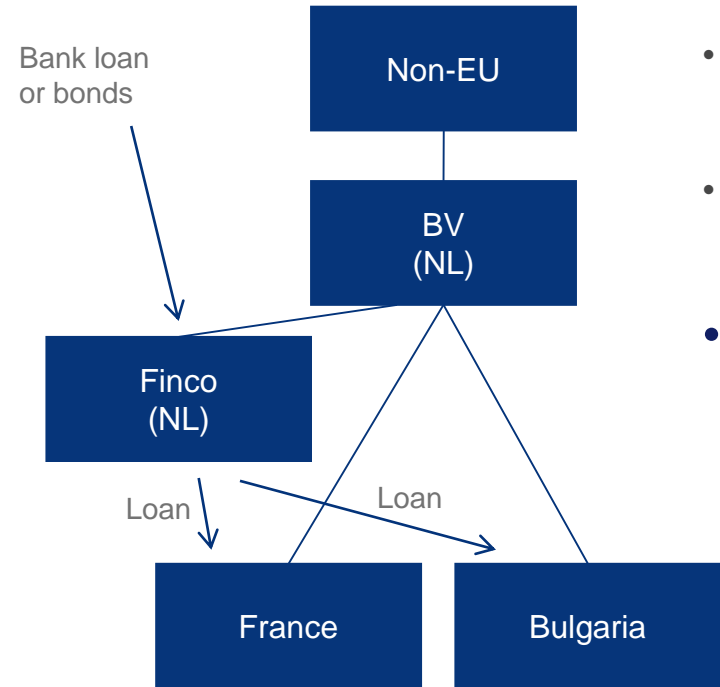 Bank loan
or bonds
Non-EU
BV
(NL)
Finco
(NL)
Loan
Loan
France
Bulgaria